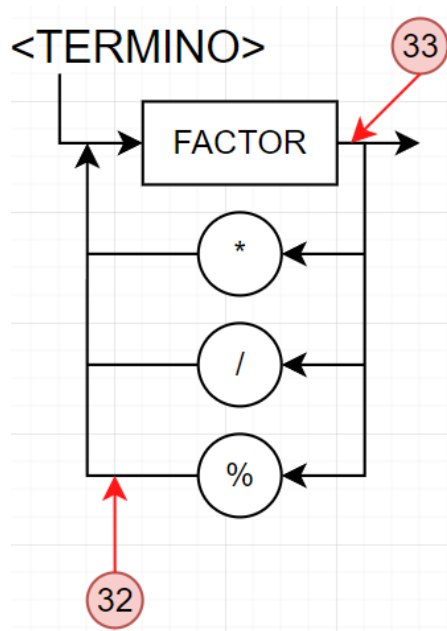 <TERMINO>
33
FACTOR
*
/
%
32